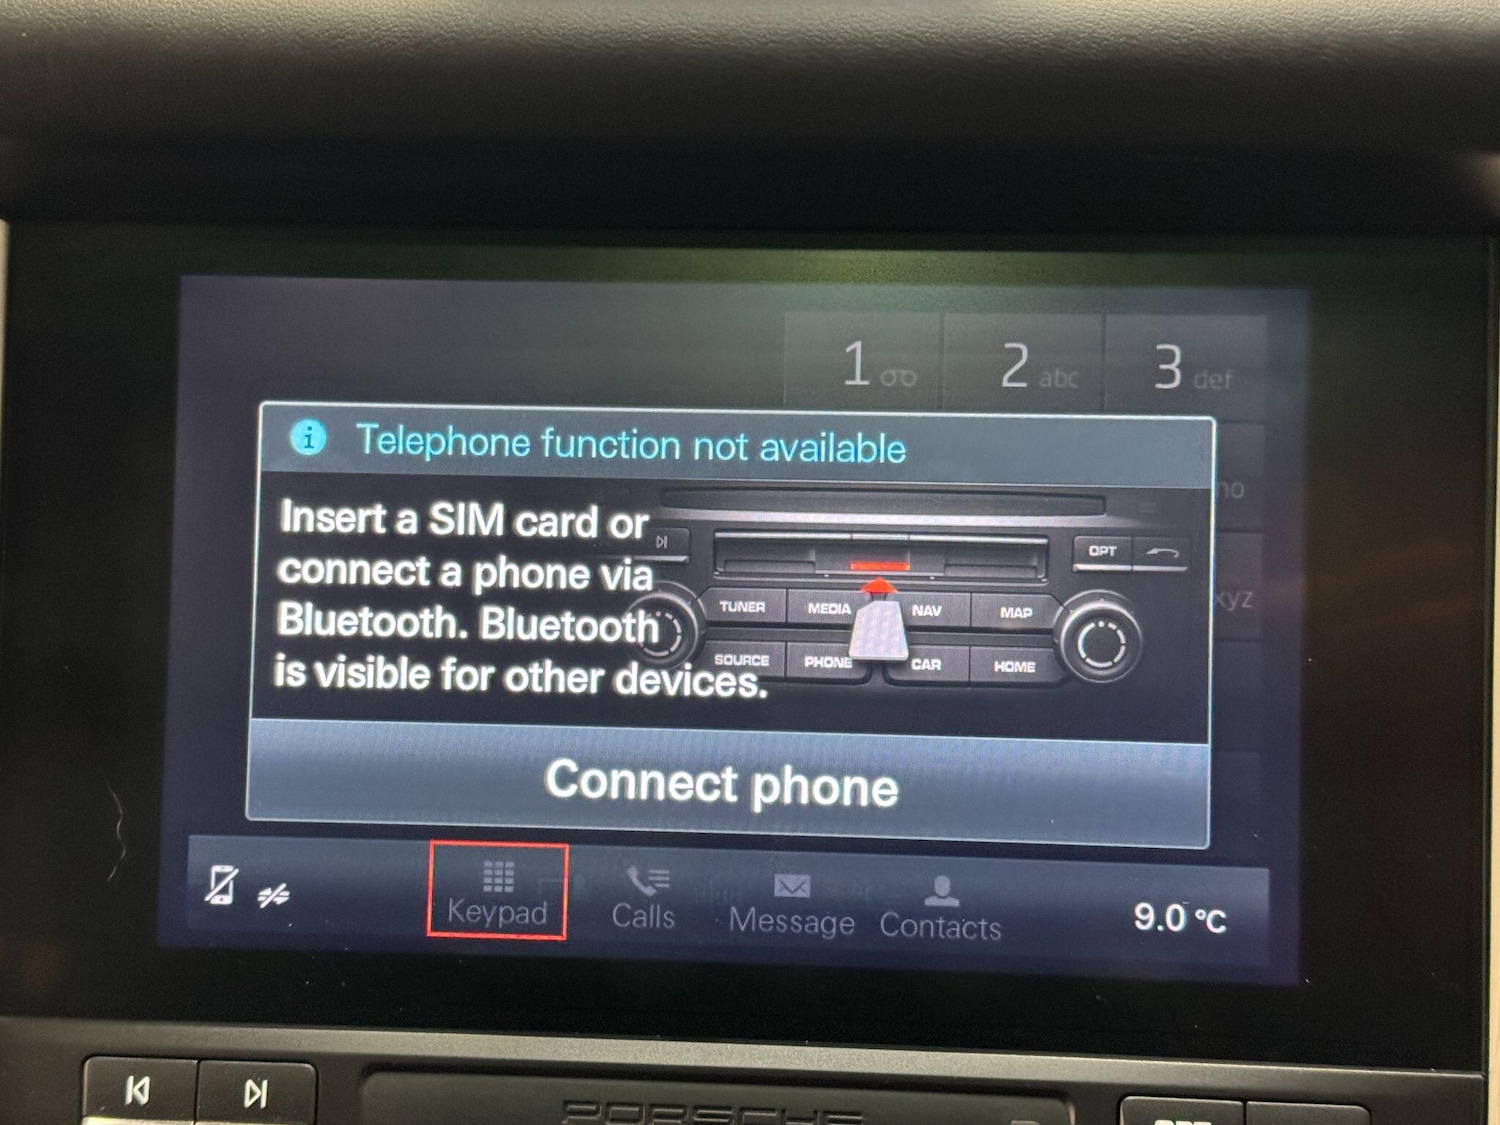 1
2 abc
3 def
no
xyz
i
Telephone function not available
Insert a SIM card or
connect a phone via
Bluetooth. Bluetooth
is visible for other devices.
OPT
TUNER MEDIA NAV MAP
SOURCE PHONE CAR HOME
Connect phone
Keypad Calls Message Contacts
9.0 °C
PORSCHE